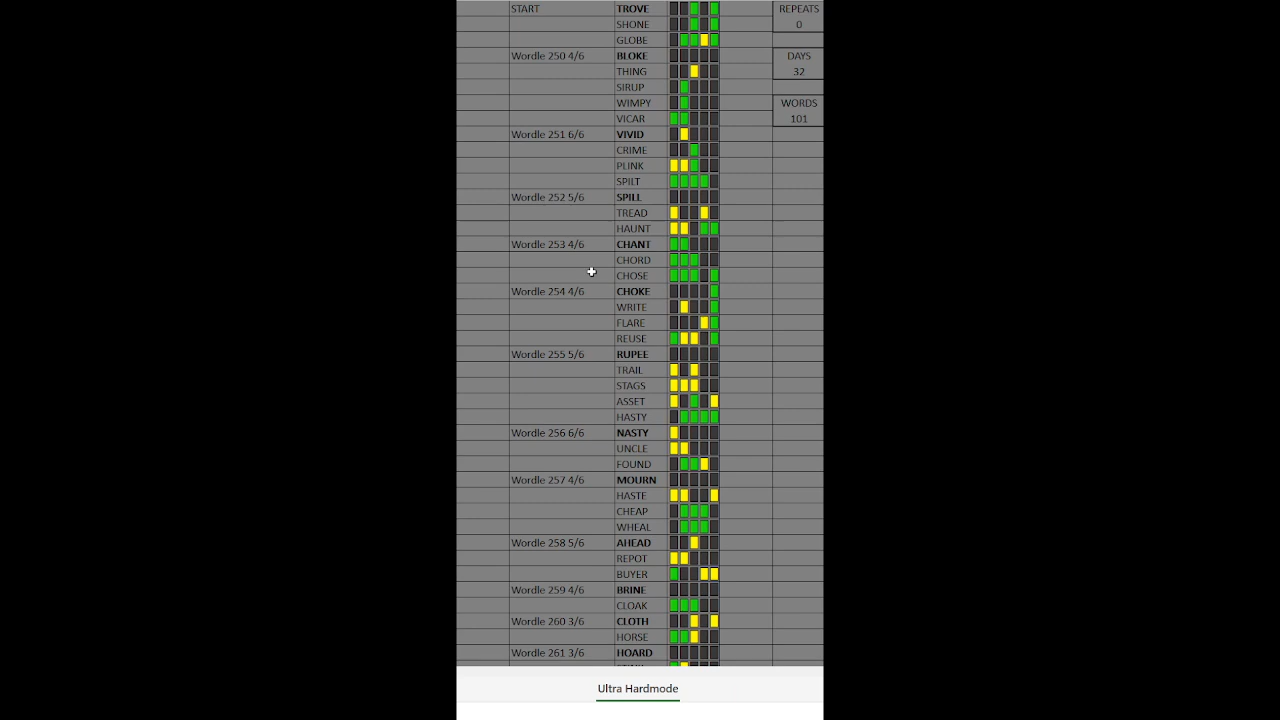 START TROVE REPEATS
SHONE 0
GLOBE
Wordle 250 4/6 BLOKE DAYS
THING 32
SIRUP
WIMPY WORDS
VICAR 101
Wordle 251 6/6 VIVID
CRIME
PLINK
SPILT
Wordle 252 5/6 SPILL
TREAD
HAUNT
Wordle 253 4/6 CHANT
CHORD
CHOSE
Wordle 254 4/6 CHOKE
WRITE
FLARE
REUSE
Wordle 255 5/6 RUPEE
TRAIL
STAGS
ASSET
HASTY
Wordle 256 6/6 NASTY
UNCLE
FOUND
Wordle 257 4/6 MOURN
HASTE
CHEAP
WHEAL
Wordle 258 5/6 AHEAD
REPOT
BUYER
Wordle 259 4/6 BRINE
CLOAK
Wordle 260 3/6 CLOTH
HORSE
Wordle 261 3/6 HOARD
Ultra Hardmode